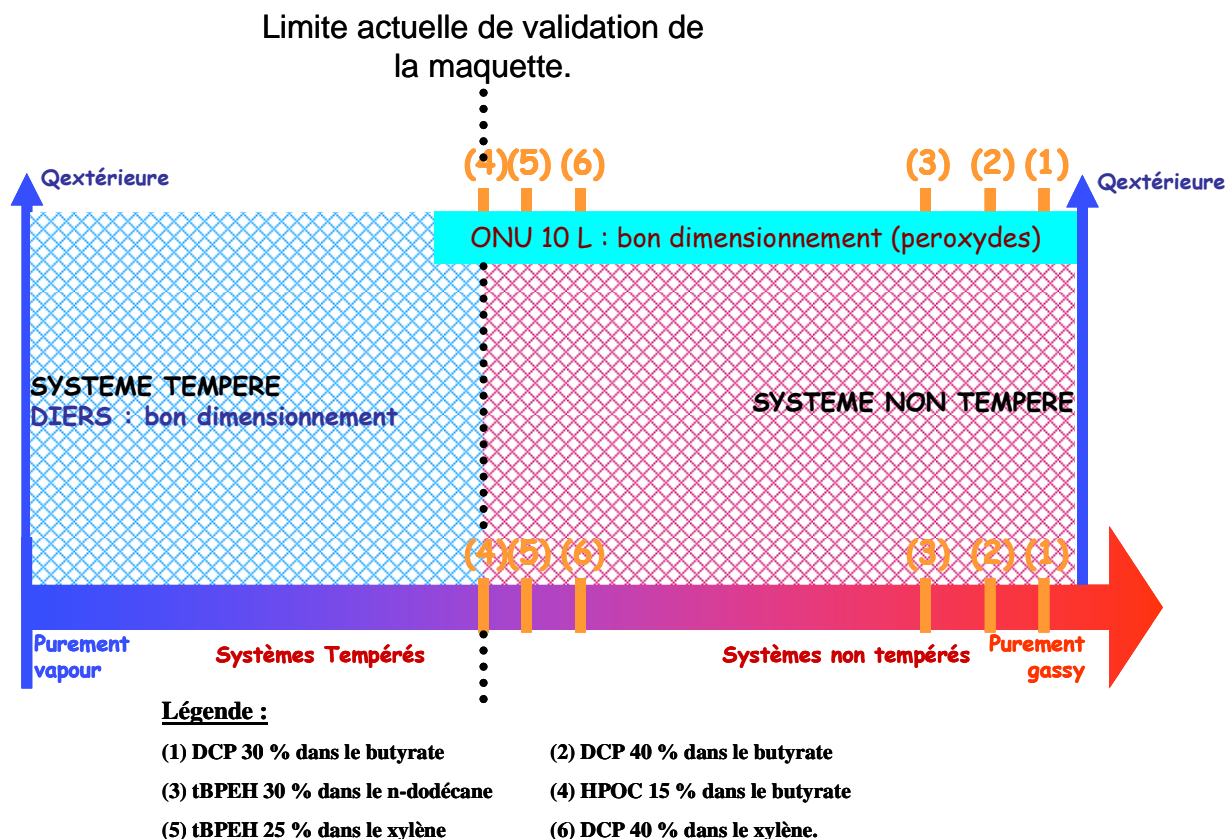 Limite actuelle de validation de
la maquette.
(4) (5) (6) (3) (2) (1)
Qextérieure Qextérieure
ONU 10 L : bon dimensionnement (peroxydes)
SYSTEME TEMPERE
DIERS : bon dimensionnement
SYSTEME NON TEMPERE
(4) (5) (6) (3) (2) (1)
Purement
vapour
Systèmes Tempérés
Systèmes non tempérés
Purement
gassy
Légende :
(1) DCP 30 % dans le butyrate (2) DCP 40 % dans le butyrate
(3) tBPEH 30 % dans le n-dodécane (4) HPOC 15 % dans le butyrate
(5) tBPEH 25 % dans le xylène (6) DCP 40 % dans le xylène.